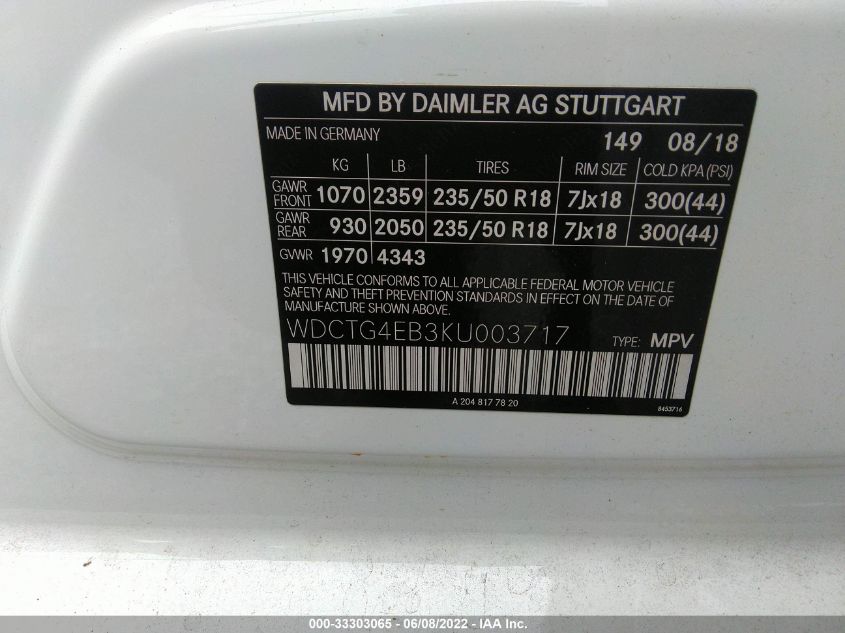 MFD BY DAIMLER AG STUTTGART
MADE IN GERMANY 149 08/18
KG LB TIRES RIM SIZE COLD KPA (PSI)
GAWR FRONT 1070 2359 235/50 R18 7Jx18 300(44)
GAWR REAR 930 2050 235/50 R18 7Jx18 300(44)
GVWR 1970 4343
THIS VEHICLE CONFORMS TO ALL APPLICABLE FEDERAL MOTOR VEHICLE
SAFETY AND THEFT PREVENTION STANDARDS IN EFFECT ON THE DATE OF
MANUFACTURE SHOWN ABOVE.
WDCTG4EB3KU003717 TYPE: MPV
A 204 817 78 20 8453716
000-33303065 - 06/08/2022 - IAA Inc.